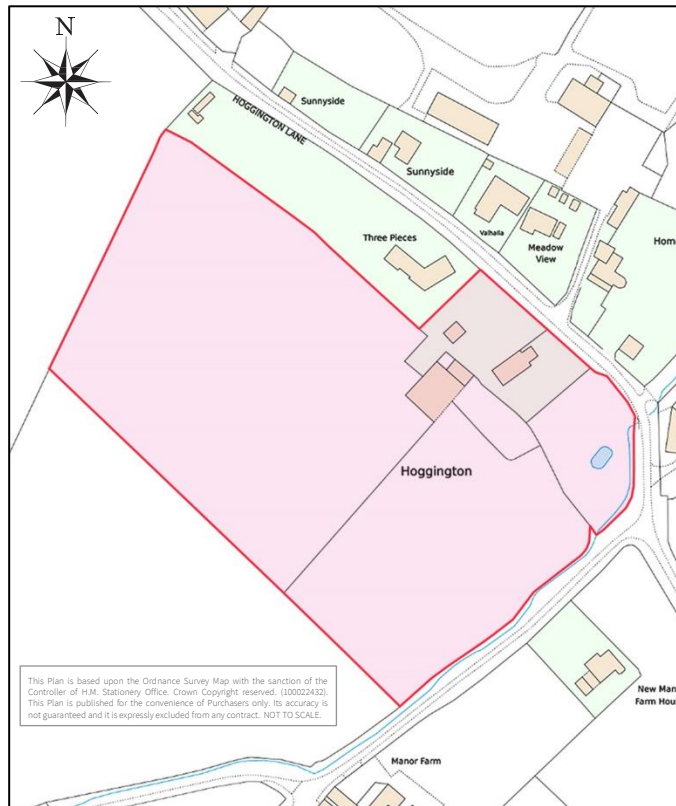 N
Sunnyside
HOGGINGTON LANE
Sunnyside
Three Pieces
Valhalla
Meadow
View
Hom
Hoggington
This Plan is based upon the Ordnance Survey Map with the sanction of the
Controller of H.M. Stationery Office. Crown Copyright reserved. (100022432).
This Plan is published for the convenience of Purchasers only. Its accuracy is
not guaranteed and it is expressly excluded from any contract. NOT TO SCALE.
New Man
Farm Hou
Manor Farm